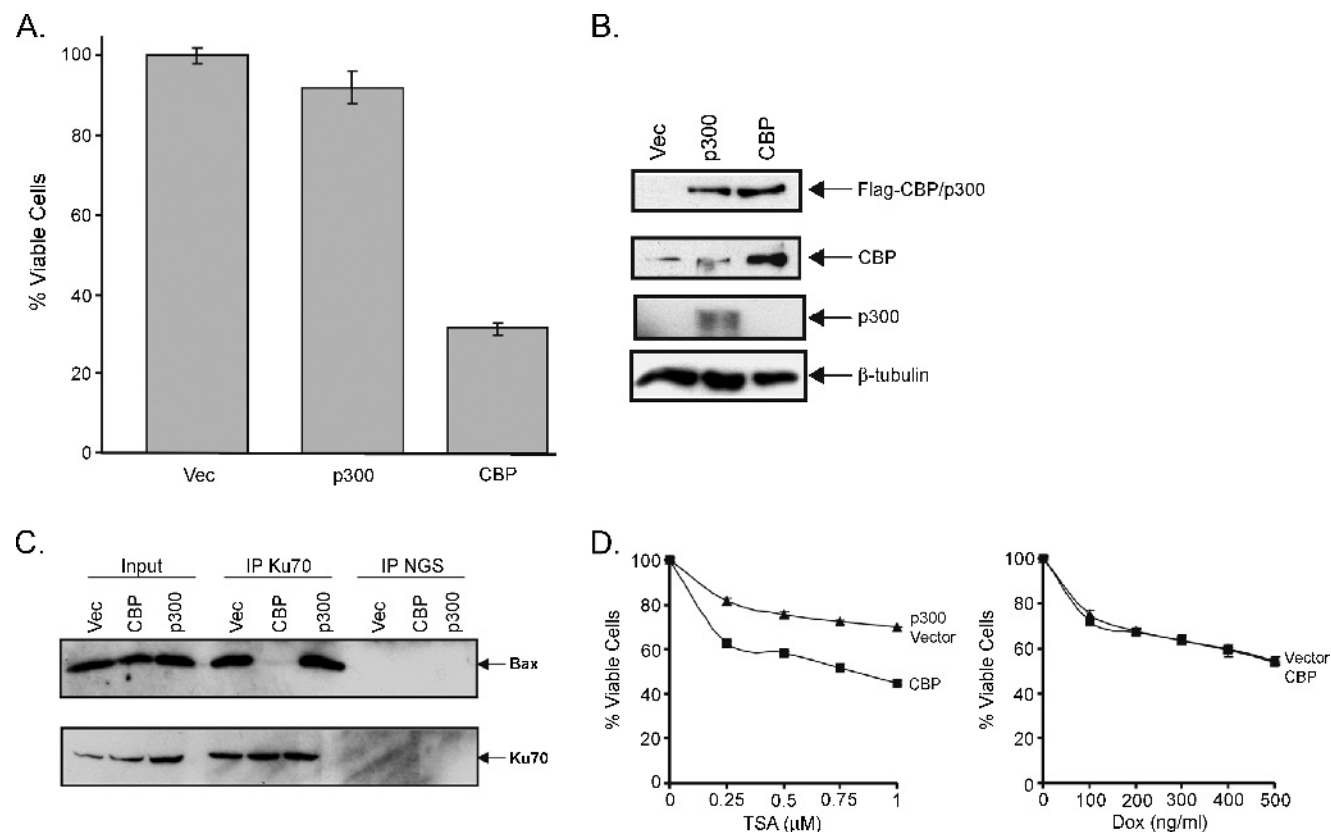 A.
100
80
60
40
20
0
% Viable Cells
Vec
p300
CBP
B.
Vec
p300
CBP
Flag-CBP/p300
CBP
p300
β-tubulin
C.
Input
IP Ku70
IP NGS
Vec
CBP
p300
Vec
CBP
p300
Vec
CBP
p300
Bax
Ku70
D.
100
80
60
40
20
0
% Viable Cells
p300
Vector
CBP
0
0.25
0.5
0.75
1
TSA (μM)
100
80
60
40
20
0
% Viable Cells
Vector
CBP
0
100
200
300
400
500
Dox (ng/ml)